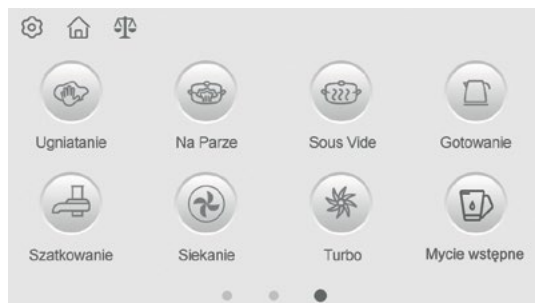 Ugniatanie
Na Parze
Sous Vide
Gotowanie
Szatkowanie
Siekanie
Turbo
Mycie wstępne